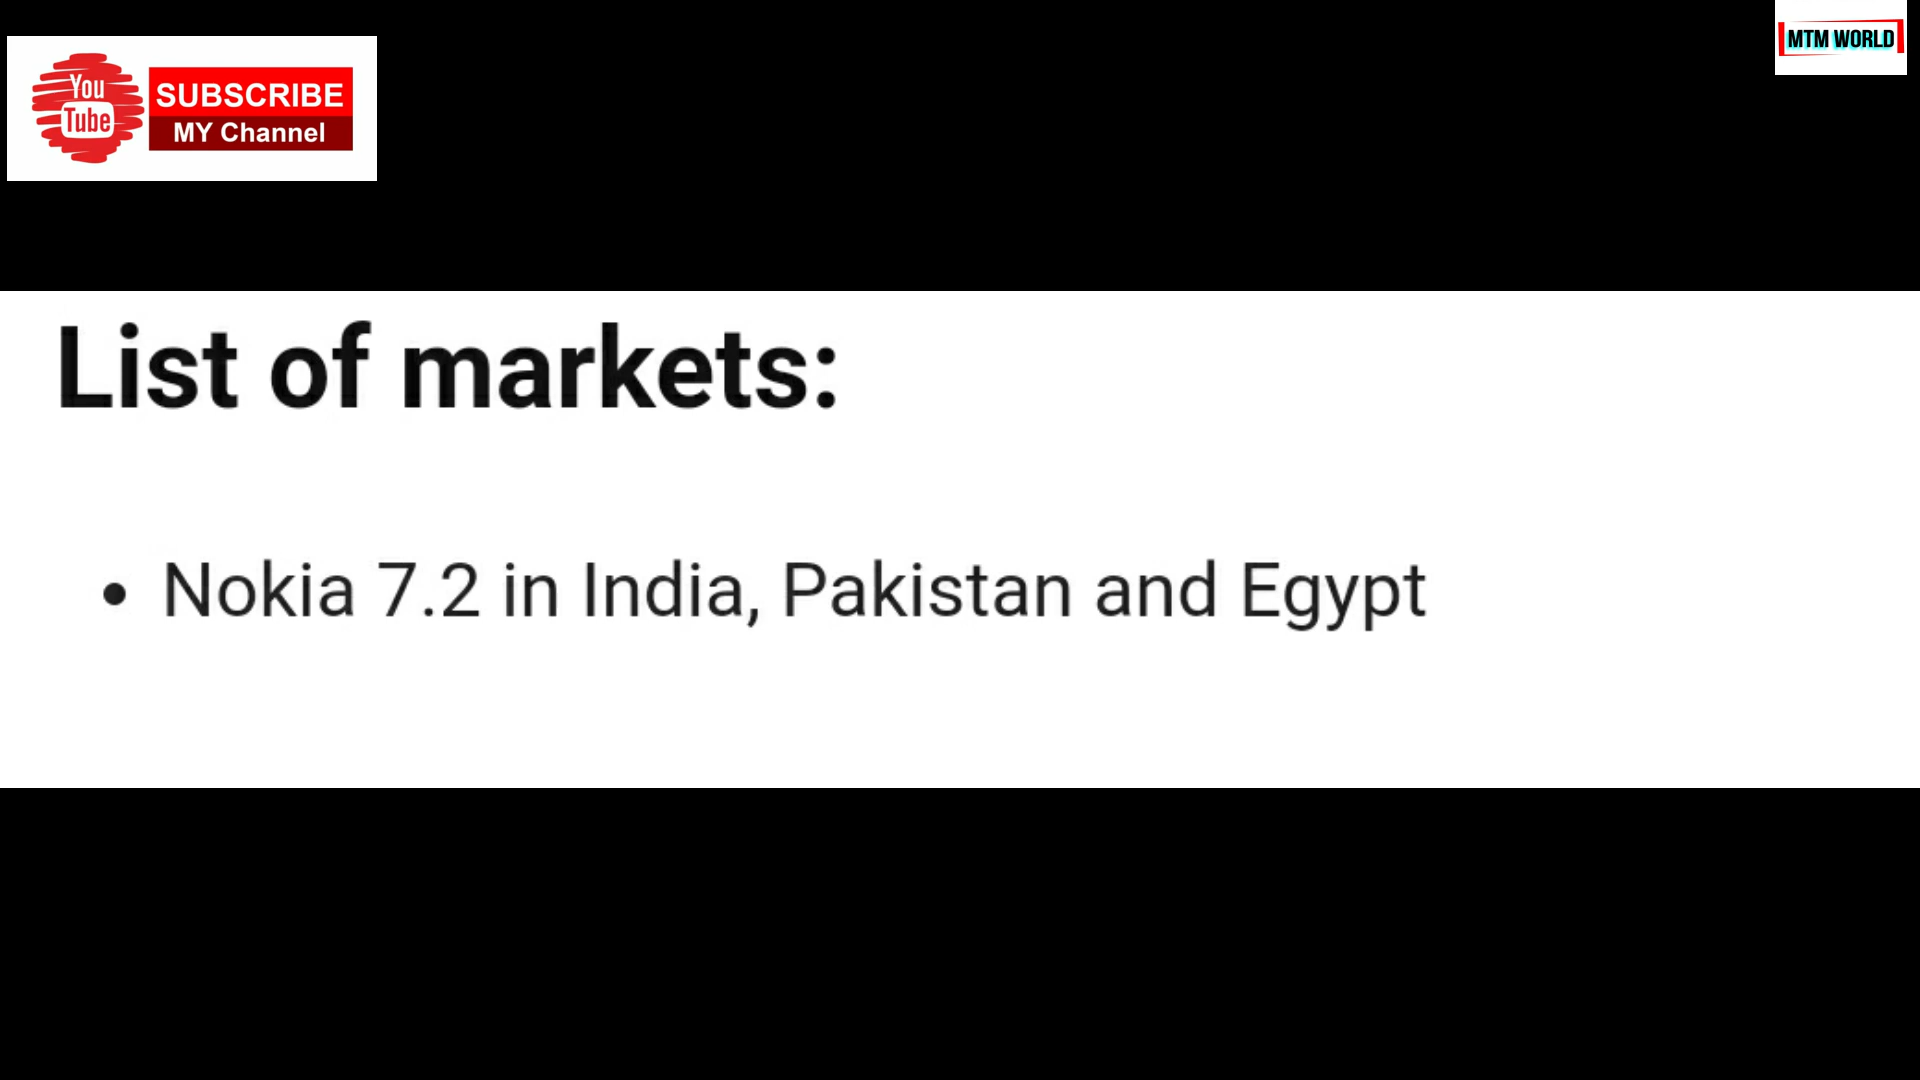 You
Tube
SUBSCRIBE
MY Channel
MTM WORLD
List of markets:
• Nokia 7.2 in India, Pakistan and Egypt